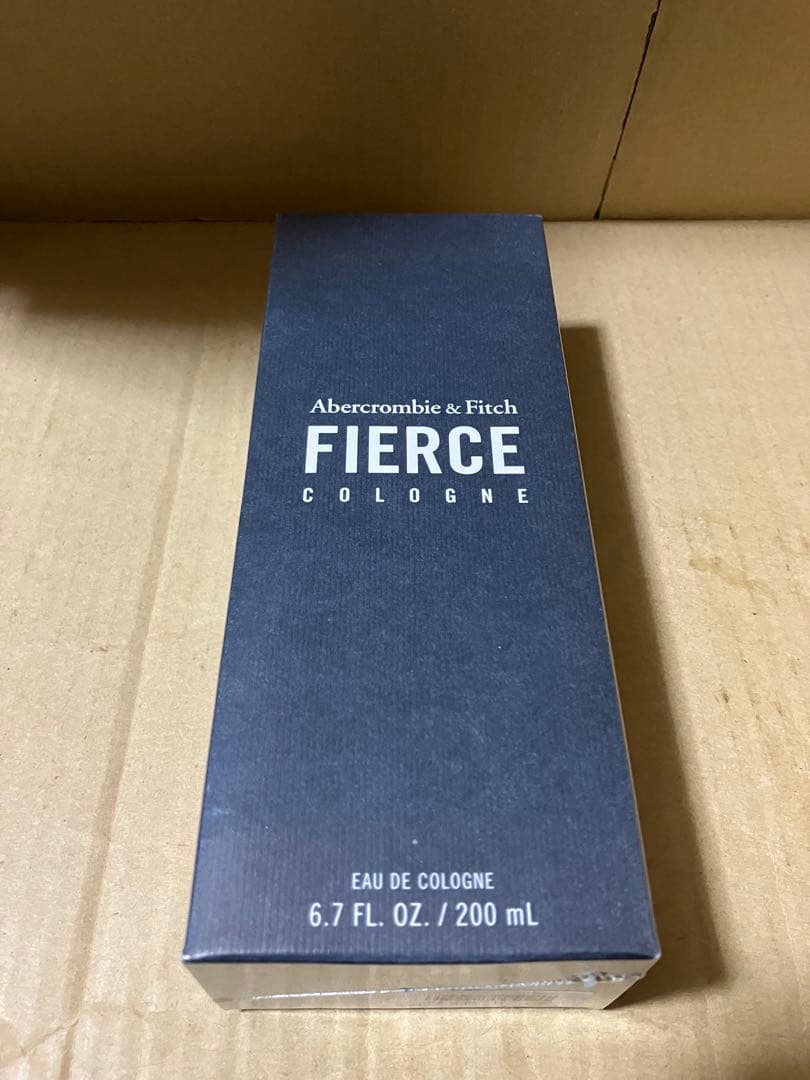 Abercrombie & Fitch
FIERCE
COLOGNE
EAU DE COLOGNE
6.7 FL. OZ. / 200 mL